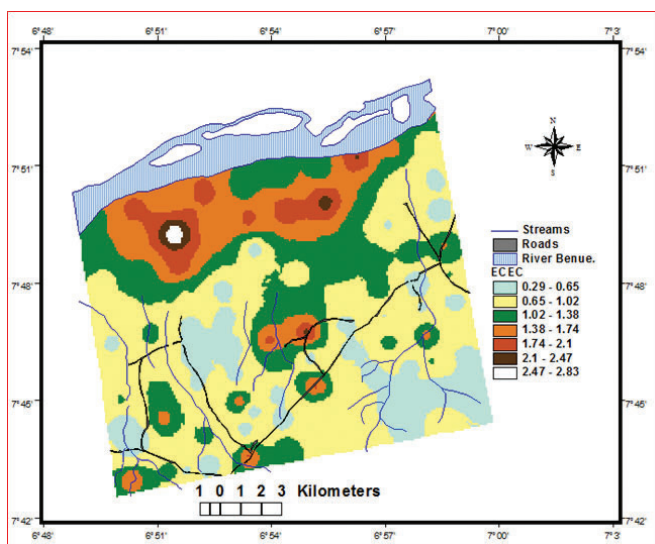 6°48' 6°51' 6°54' 6°57' 7°00' 7°3'
7°54' 7°54'
N
W E
S
7°51' 7°51'
Streams
Roads
River Benue.
ECEC
0.29 - 0.65
0.65 - 1.02
1.02 - 1.38
1.38 - 1.74
1.74 - 2.1
2.1 - 2.47
2.47 - 2.83
7°48' 7°48'
7°45' 7°45'
1 0 1 2 3 Kilometers
7°42' 7°42'
6°48' 6°51' 6°54' 6°57' 7°00' 7°3'